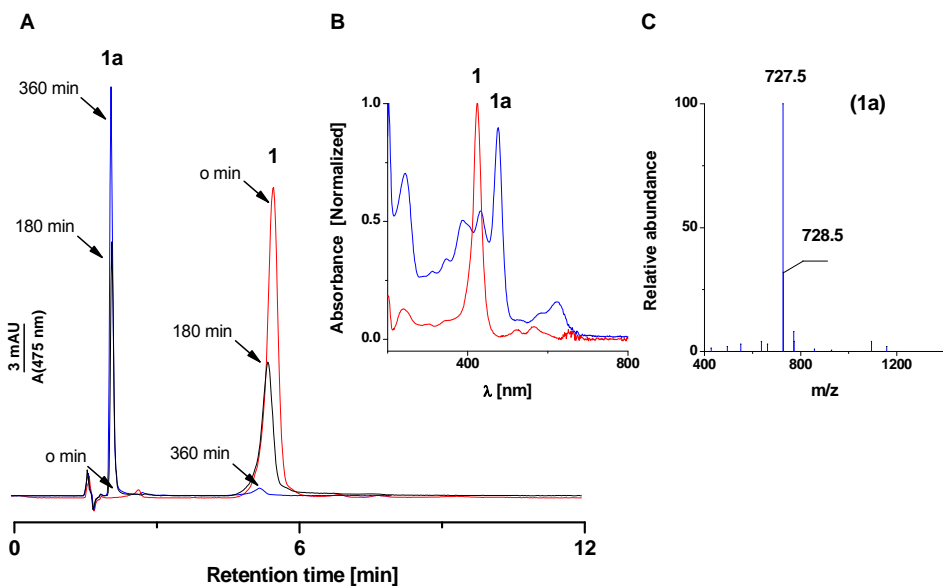 A
1a
360 min
1
o min
180 min
180 min
360 min
o min
3 mAU
A(475 nm)
0
6
12
Retention time [min]
B
1
1a
1.0
0.5
0.0
Absorbance [Normalized]
400
800
λ [nm]
C
727.5
(1a)
728.5
100
50
0
Relative abundance
400
800
1200
m/z